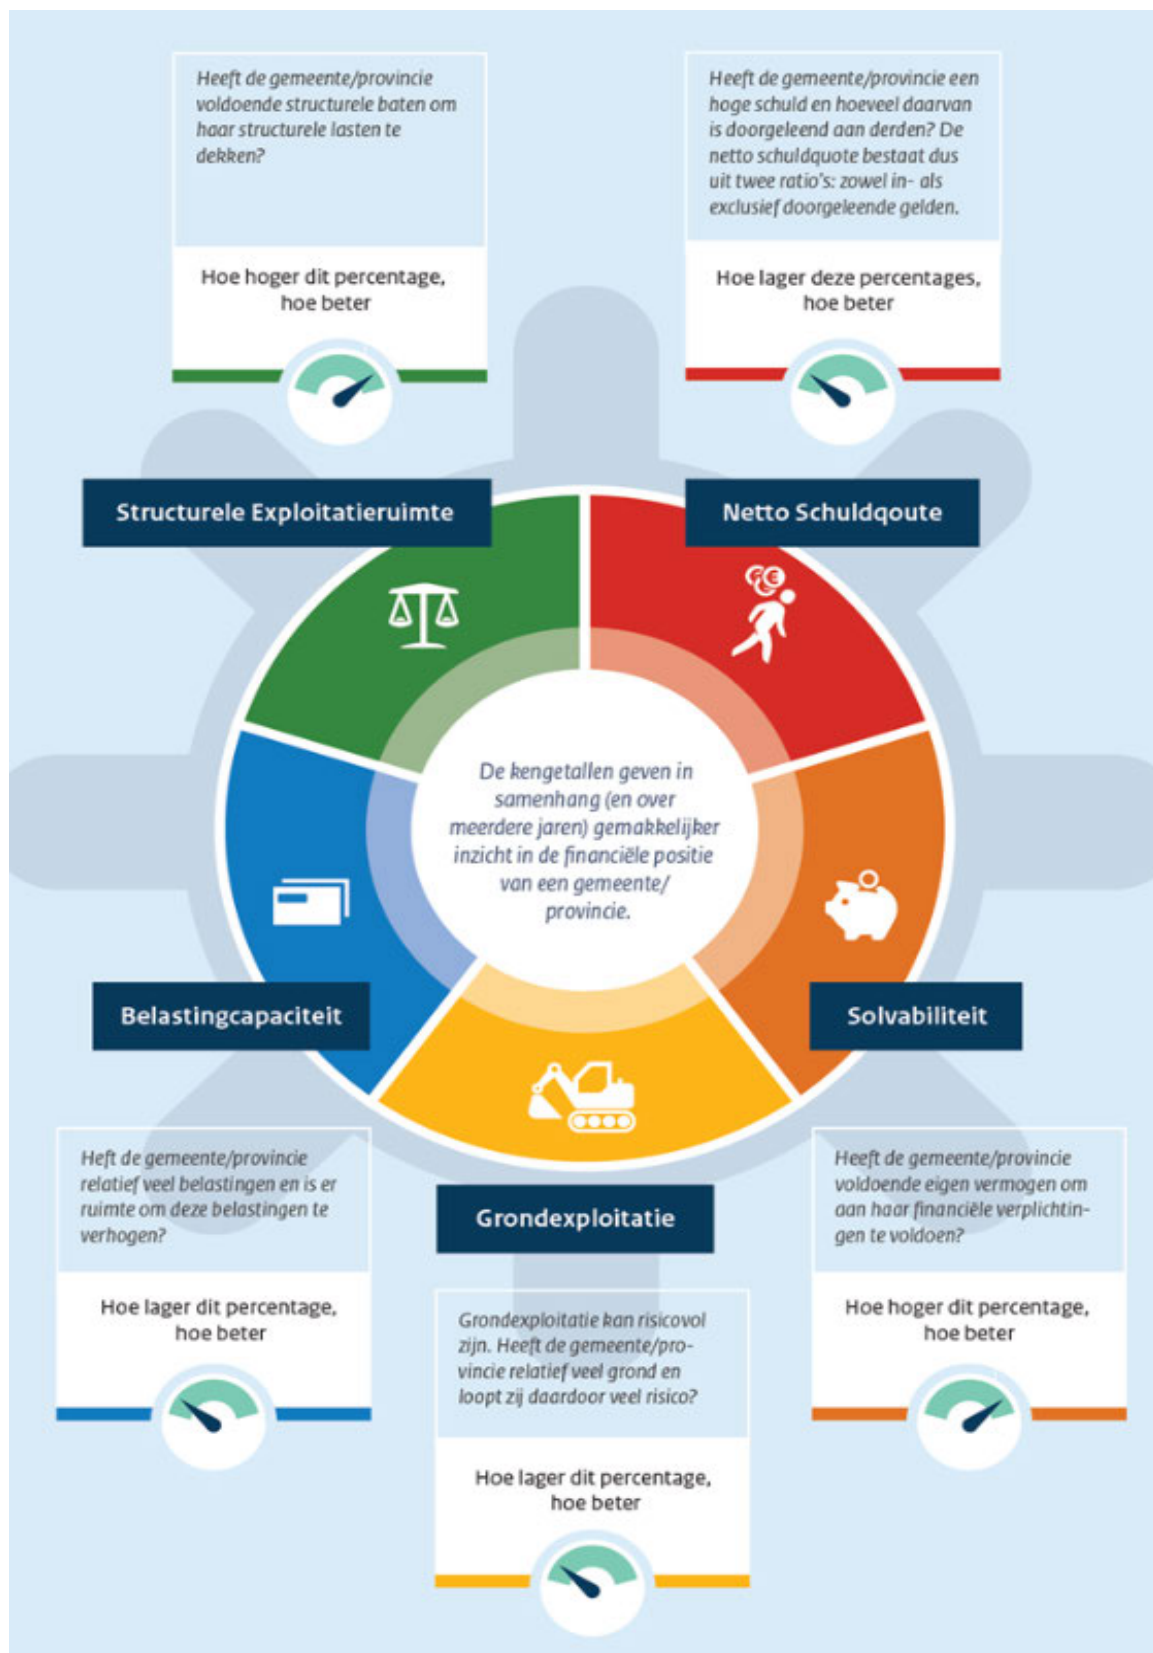 Heeft de gemeente/provincie
voldoende structurele baten om
haar structurele lasten te
dekken?
Hoe hoger dit percentage,
hoe beter
Heeft de gemeente/provincie een
hoge schuld en hoeveel daarvan
is doorgeleend aan derden? De
netto schuldquote bestaat dus
uit twee ratio's: zowel in- als
exclusief doorgeleende gelden.
Hoe lager deze percentages,
hoe beter
Structurele Exploitatieruimte
Netto Schuldqoute
De kengetallen geven in
samenhang (en over
meerdere jaren) gemakkelijker
inzicht in de financiële positie
van een gemeente/
provincie.
Belastingcapaciteit
Solvabiliteit
Heft de gemeente/provincie
relatief veel belastingen en is er
ruimte om deze belastingen te
verhogen?
Hoe lager dit percentage,
hoe beter
Grondexploitatie
Grondexploitatie kan risicovol
zijn. Heeft de gemeente/pro-
vincie relatief veel grond en
loopt zij daardoor veel risico?
Hoe lager dit percentage,
hoe beter
Heeft de gemeente/provincie
voldoende eigen vermogen om
aan haar financiële verplichtin-
gen te voldoen?
Hoe hoger dit percentage,
hoe beter